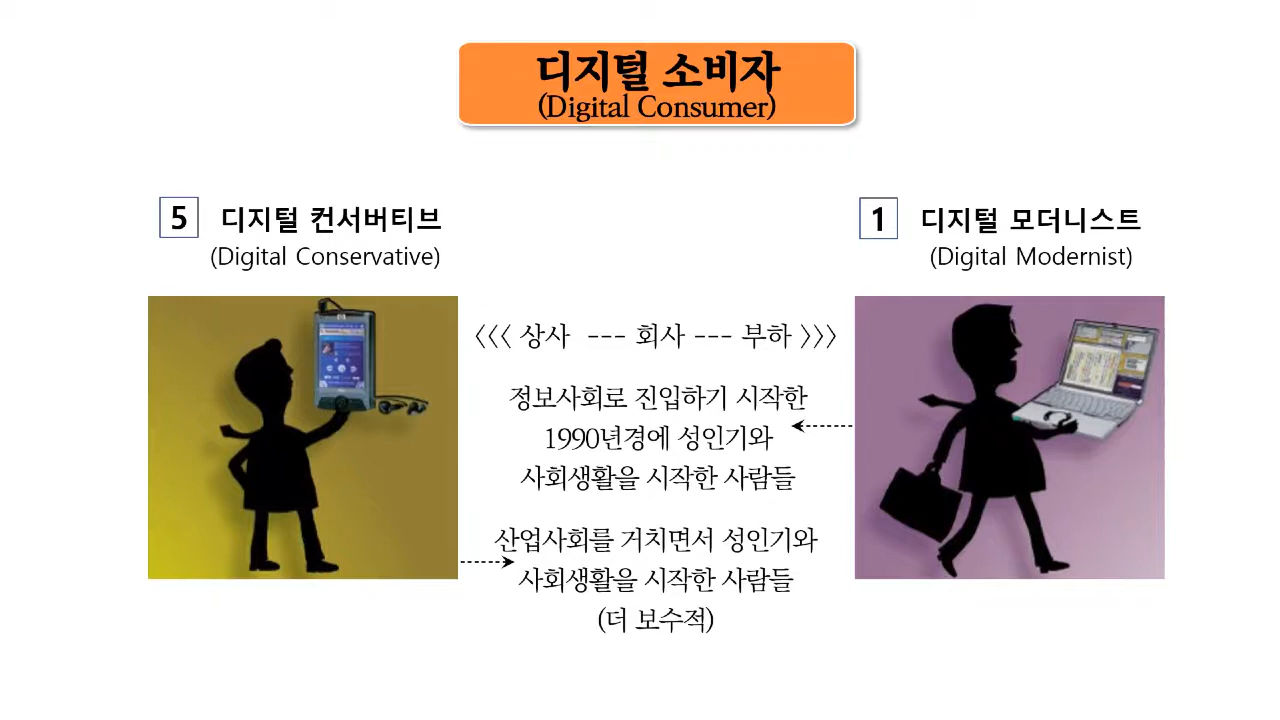 디지털 소비자
(Digital Consumer)
5 디지털 컨서버티브
(Digital Conservative)
1 디지털 모더니스트
(Digital Modernist)
<<< 상사 --- 회사 --- 부하 >>>
정보사회로 진입하기 시작한
1990년경에 성인기와
사회생활을 시작한 사람들
산업사회를 거치면서 성인기와
사회생활을 시작한 사람들
(더 보수적)